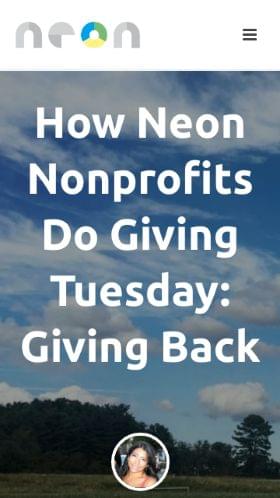 neon
How Neon
Nonprofits
Do Giving
Tuesday:
Giving Back